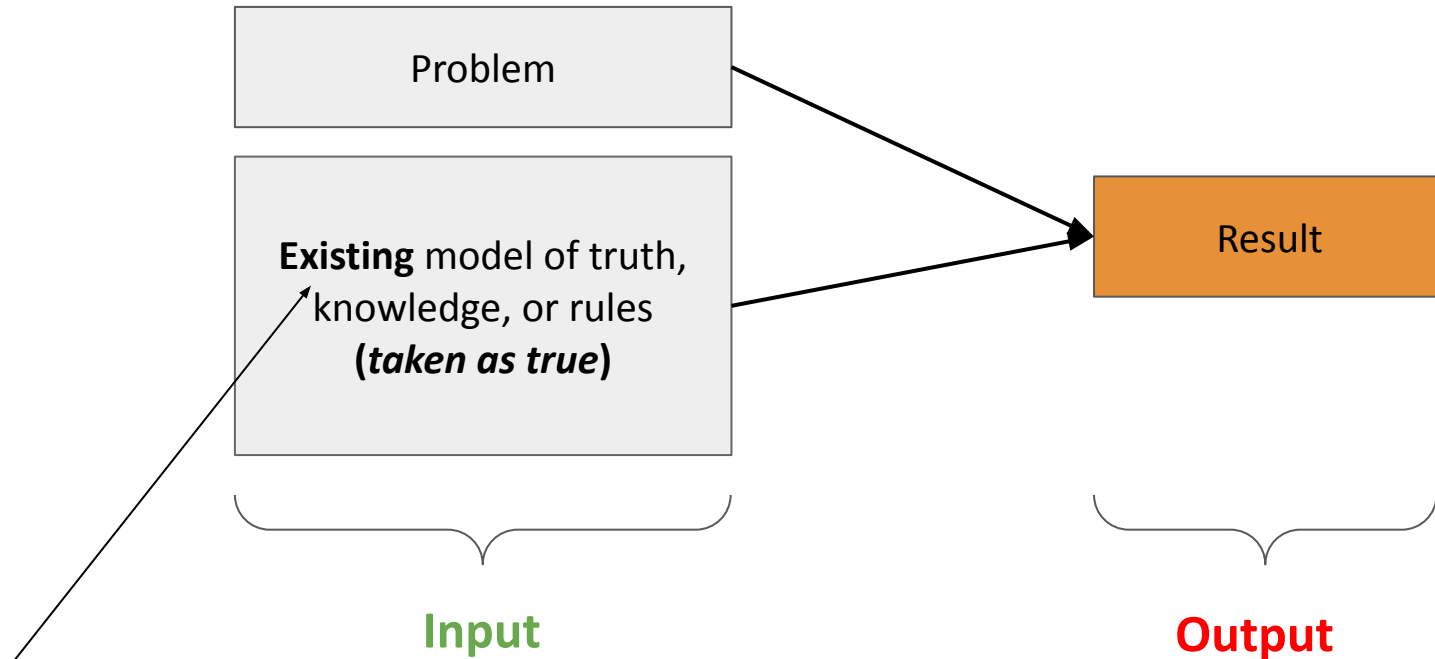 Problem
Existing model of truth,
knowledge, or rules
(taken as true)
Result
Input
Output